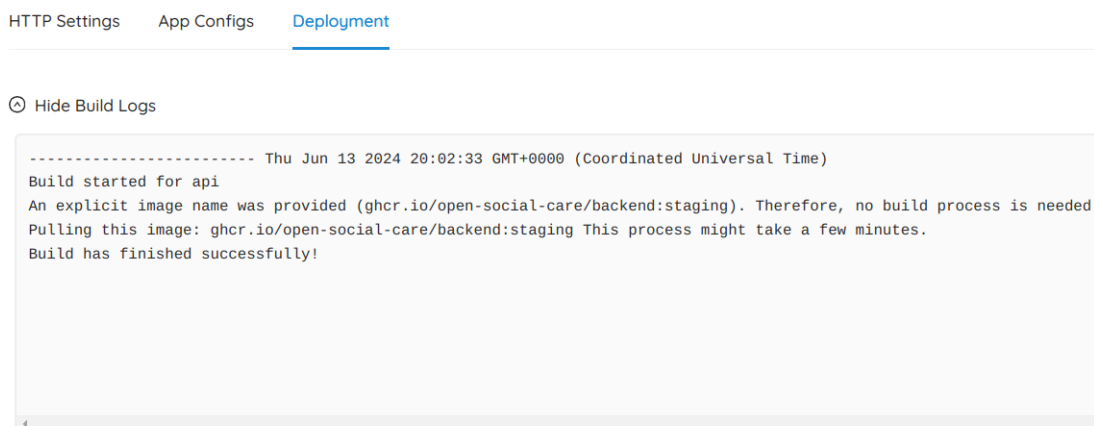 HTTP Settings App Configs Deployment
Hide Build Logs
------------------------- Thu Jun 13 2024 20:02:33 GMT+0000 (Coordinated Universal Time)
Build started for api
An explicit image name was provided (ghcr.io/open-social-care/backend:staging). Therefore, no build process is needed
Pulling this image: ghcr.io/open-social-care/backend:staging This process might take a few minutes.
Build has finished successfully!